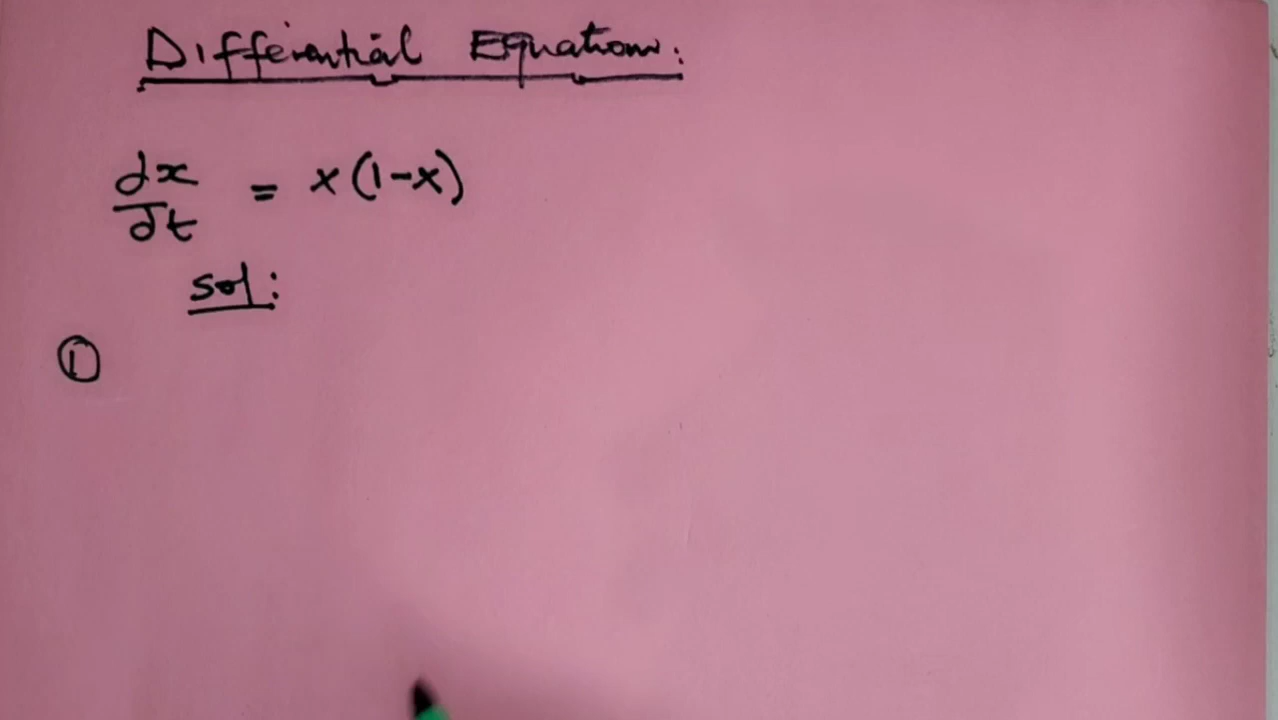 Differential Equation:
dx/dt = x(1-x)
Sol:
①